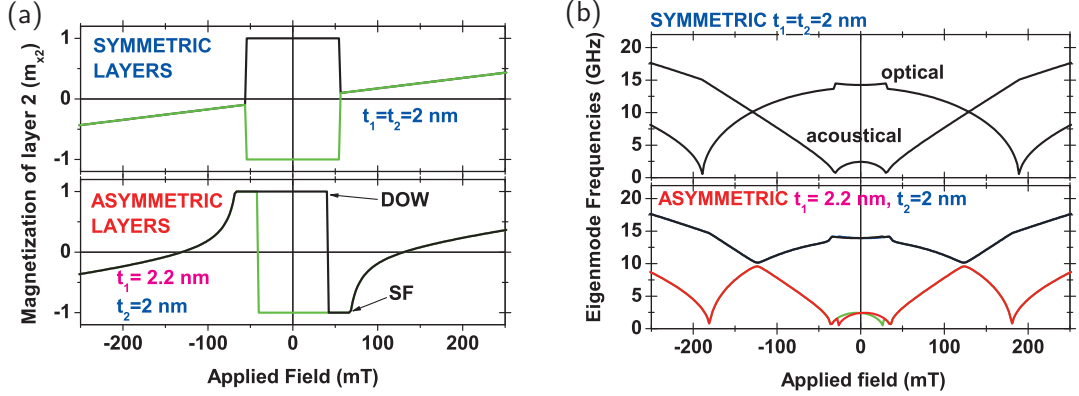 (a)
Magnetization of layer 2 (mx2)
1
0
-1
SYMMETRIC
LAYERS
t1=t2=2 nm
1
0
-1
ASYMMETRIC
LAYERS
DOW
t1= 2.2 nm
t2= 2 nm
SF
-200 -100 0 100 200
Applied Field (mT)
(b)
SYMMETRIC t1=t2=2 nm
Eigenmode Frequencies (GHz)
20
15
10
5
0
optical
acoustical
ASYMMETRIC t1= 2.2 nm, t2= 2 nm
20
15
10
5
0
-200 -100 0 100 200
Applied field (mT)